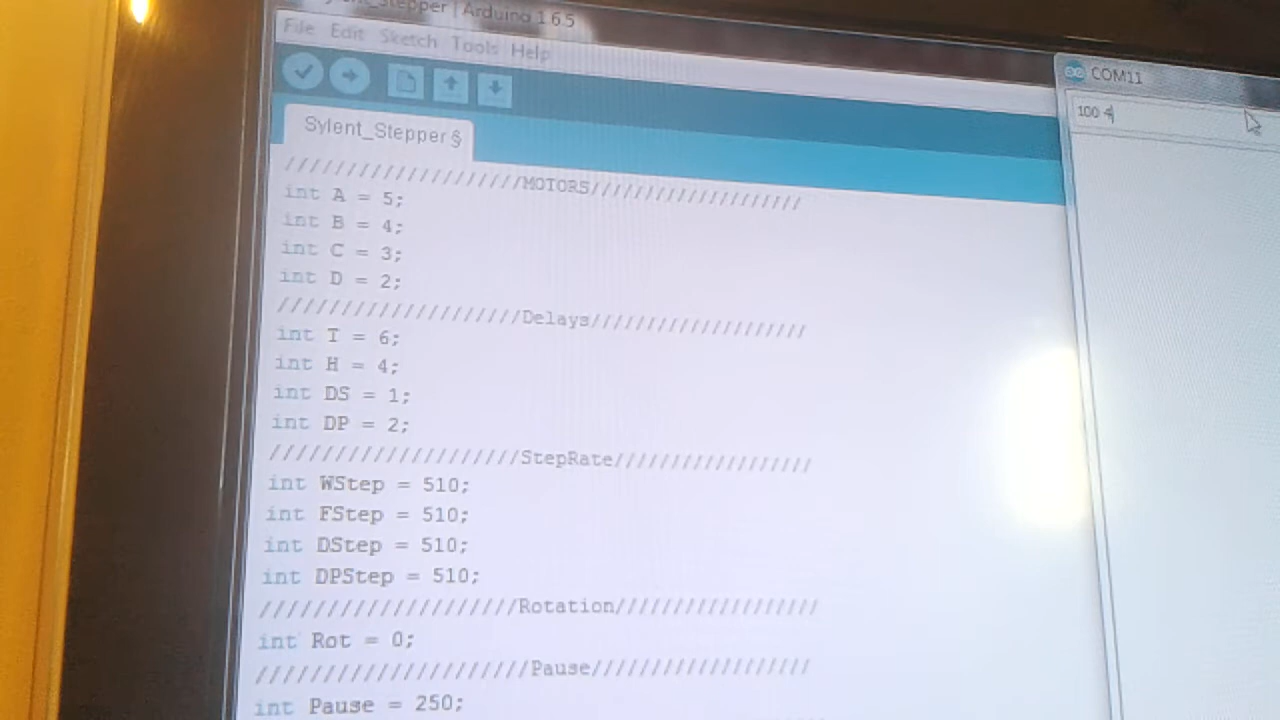 Stepper | Arduino 1.6.5
File Edit Sketch Tools Help
COM11
100 4
Sylent_Stepper §
////////////////////MOTORS//////////////////
int A = 5;
int B = 4;
int C = 3;
int D = 2;
////////////////////Delays//////////////////
int T = 6;
int H = 4;
int DS = 1;
int DP = 2;
////////////////////StepRate////////////////
int WStep = 510;
int FStep = 510;
int DStep = 510;
int DPStep = 510;
////////////////////Rotation////////////////
int Rot = 0;
/////////////////////Pause//////////////////
int Pause = 250;